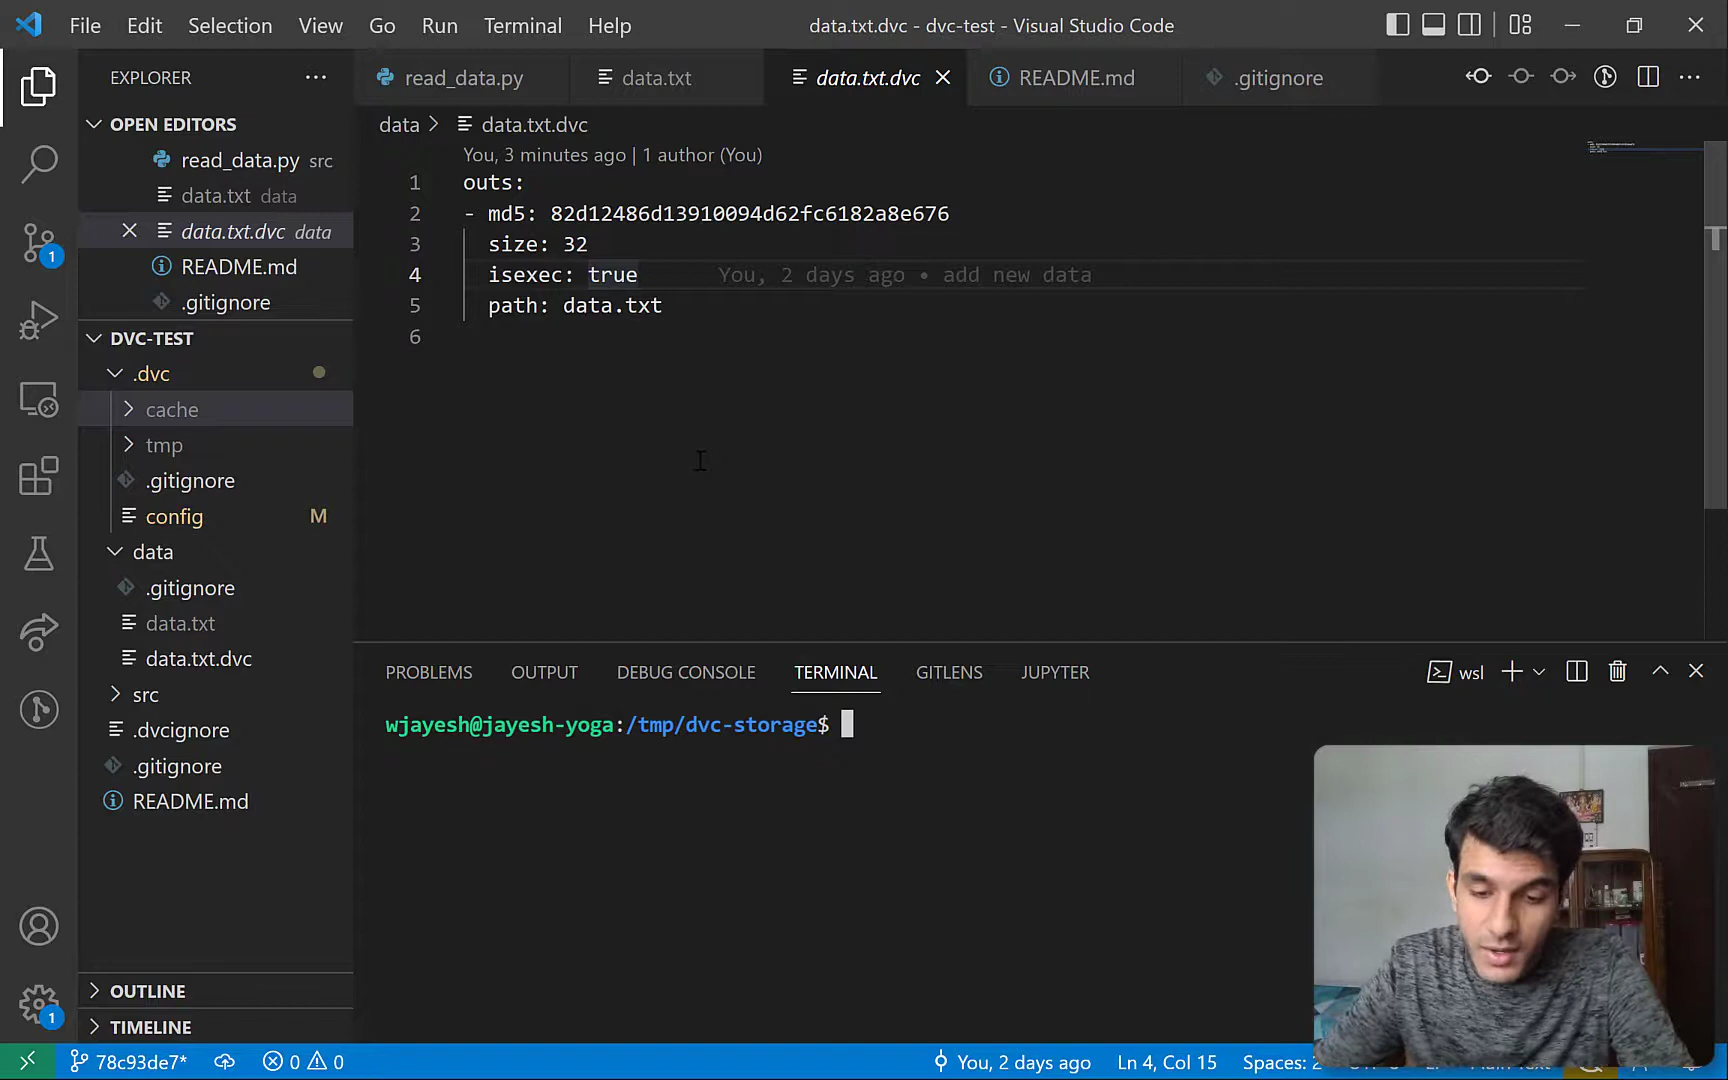 File Edit Selection View Go Run Terminal Help
data.txt.dvc - dvc-test - Visual Studio Code
EXPLORER
OPEN EDITORS
read_data.py src
data.txt data
data.txt.dvc data
README.md
.gitignore
DVC-TEST
.dvc
cache
tmp
.gitignore
config M
data
.gitignore
data.txt
data.txt.dvc
src
.dvcignore
.gitignore
README.md
OUTLINE
TIMELINE
1
1
read_data.py data.txt data.txt.dvc README.md .gitignore
data > data.txt.dvc
You, 3 minutes ago | 1 author (You)
1 outs:
2 - md5: 82d12486d13910094d62fc6182a8e676
3 size: 32
4 isexec: true You, 2 days ago • add new data
5 path: data.txt
6
PROBLEMS OUTPUT DEBUG CONSOLE TERMINAL GITLENS JUPYTER
wsl
wjayesh@jayesh-yoga:/tmp/dvc-storage$
78c93de7* 0 0
You, 2 days ago Ln 4, Col 15 Spaces: